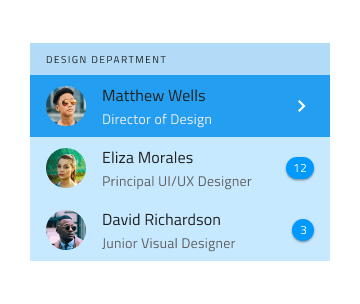 DESIGN DEPARTMENT
Matthew Wells
Director of Design
Eliza Morales
Principal UI/UX Designer
12
David Richardson
Junior Visual Designer
3